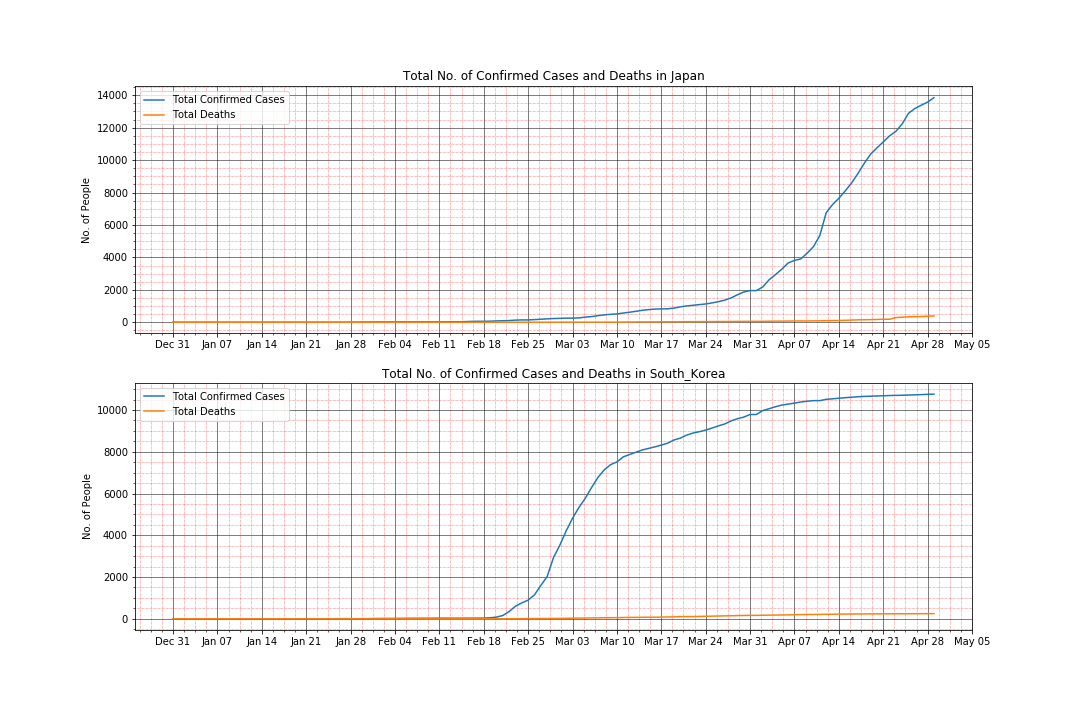 Total No. of Confirmed Cases and Deaths in Japan
Total Confirmed Cases
Total Deaths
No. of People
14000
12000
10000
8000
6000
4000
2000
0
Dec 31 Jan 07 Jan 14 Jan 21 Jan 28 Feb 04 Feb 11 Feb 18 Feb 25 Mar 03 Mar 10 Mar 17 Mar 24 Mar 31 Apr 07 Apr 14 Apr 21 Apr 28 May 05
Total No. of Confirmed Cases and Deaths in South_Korea
Total Confirmed Cases
Total Deaths
No. of People
10000
8000
6000
4000
2000
0
Dec 31 Jan 07 Jan 14 Jan 21 Jan 28 Feb 04 Feb 11 Feb 18 Feb 25 Mar 03 Mar 10 Mar 17 Mar 24 Mar 31 Apr 07 Apr 14 Apr 21 Apr 28 May 05